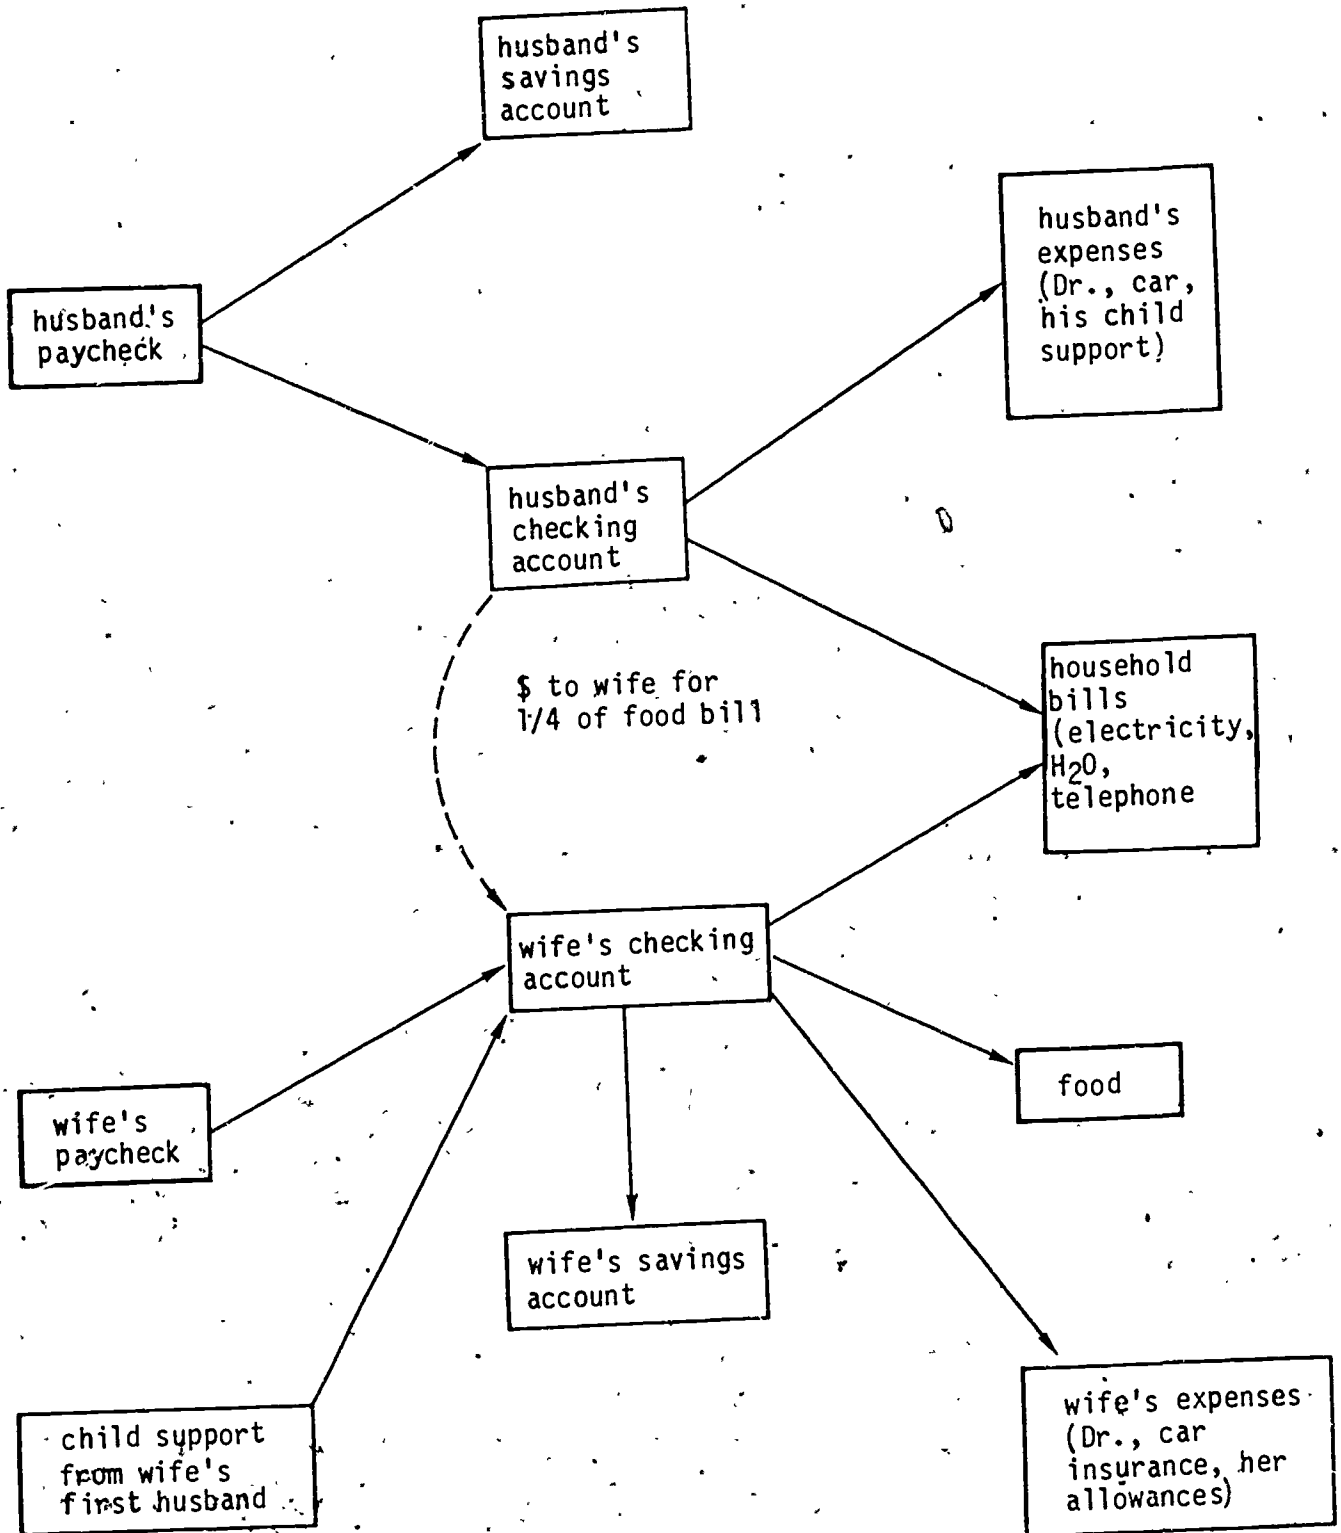 husband's
savings
account
husband's
expenses
(Dr., car,
his child
support)
husband's
paycheck
husband's
checking
account
$ to wife for
1/4 of food bill
household
bills
(electricity,
H2O,
telephone
wife's checking
account
food
wife's
paycheck
wife's savings
account
wife's expenses
(Dr., car
insurance, her
allowances)
child support
from wife's
first husband